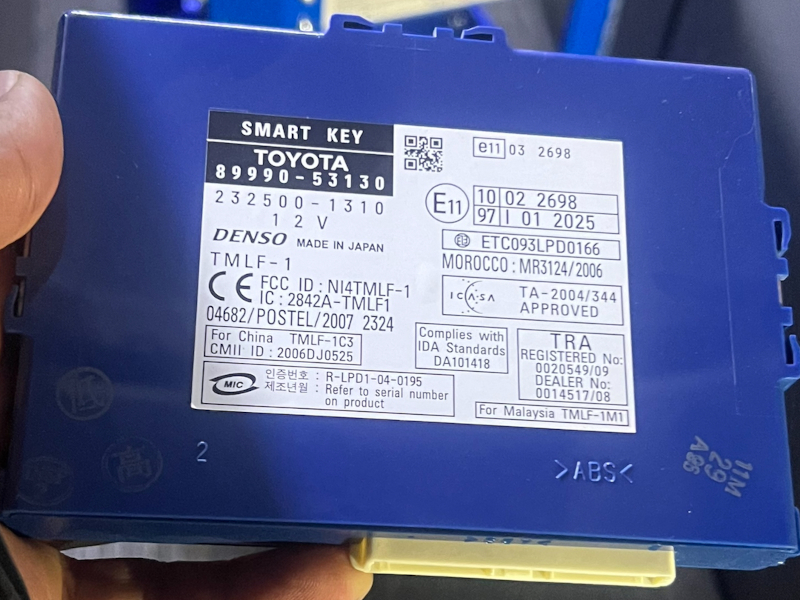 SMART KEY
TOYOTA
89990-53130
232500-1310
12V
DENSO MADE IN JAPAN
TMLF-1
CE FCC ID : NI4TMLF-1
IC : 2842A-TMLF1
04682/POSTEL/2007 2324
For China TMLF-1C3
CMII ID : 2006DJ0525
MIC 인증번호 : R-LPD1-04-0195
제조년월 : Refer to serial number
on product
e11 03 2698
E11
10 02 2698
97 I 01 2025
ETC093LPD0166
MOROCCO : MR3124/2006
ICASA TA-2004/344
APPROVED
Complies with
IDA Standards
DA101418
TRA
REGISTERED No:
0020549/09
DEALER No:
0014517/08
For Malaysia TMLF-1M1
2
>ABS<
11M
29